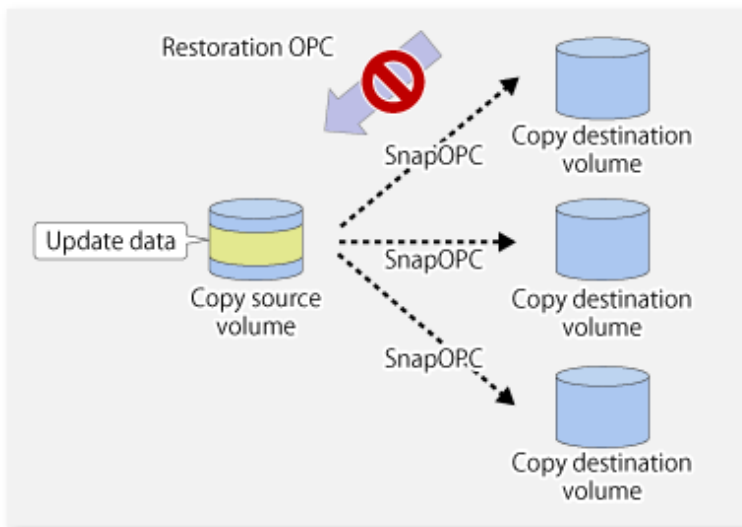 Restoration OPC
SnapOPC
Copy destination
volume
Update data
Copy source
volume
SnapOPC
Copy destination
volume
SnapOPC
Copy destination
volume